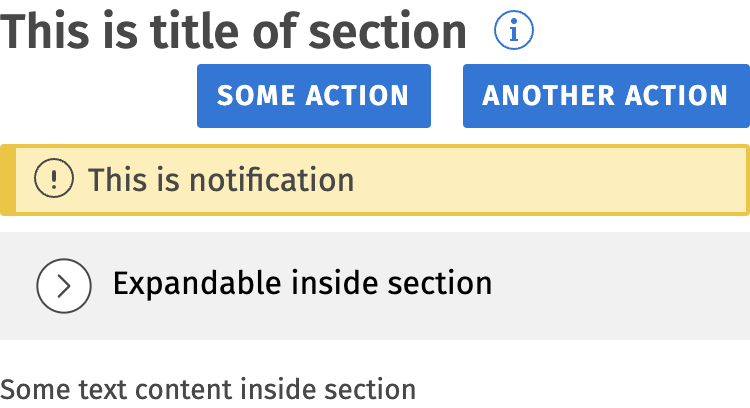 This is title of section
SOME ACTION ANOTHER ACTION
This is notification
Expandable inside section
Some text content inside section